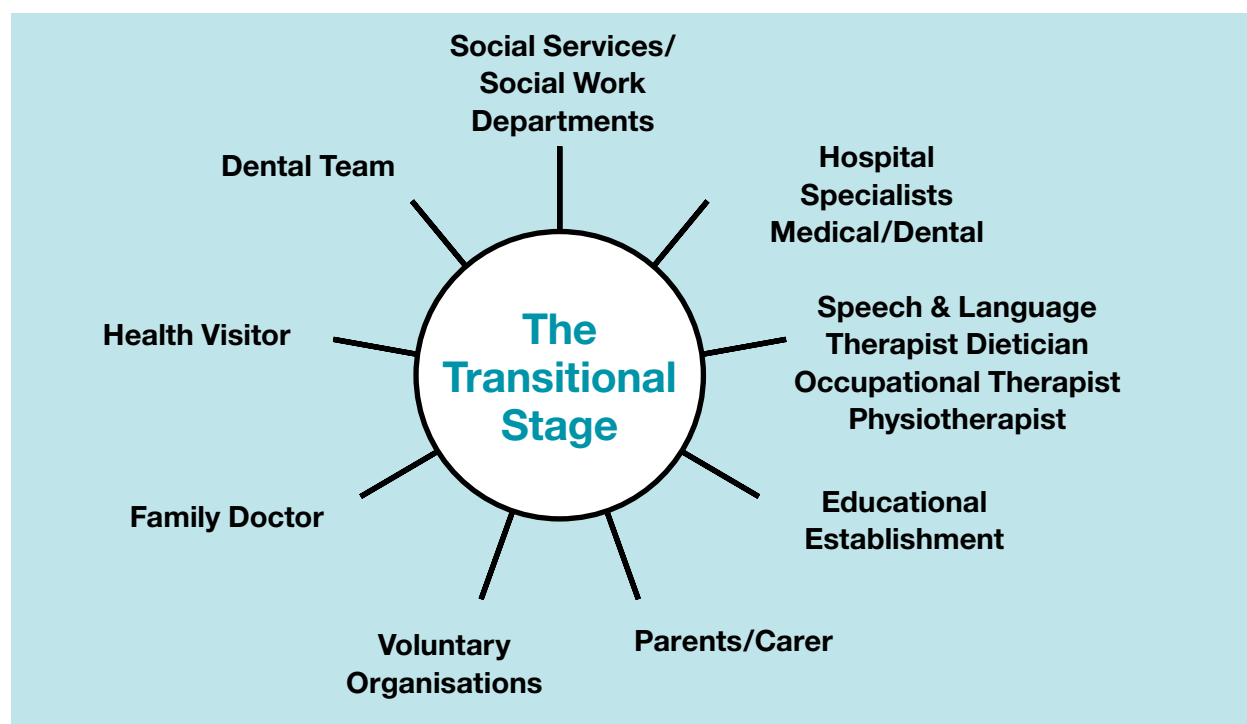 Social Services/
Social Work
Departments
Hospital
Specialists
Medical/Dental
Speech & Language
Therapist Dietician
Occupational Therapist
Physiotherapist
Educational
Establishment
Parents/Carer
Voluntary
Organisations
Family Doctor
Health Visitor
Dental Team
The
Transitional
Stage